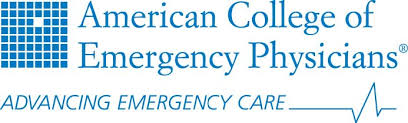 American College of
Emergency Physicians®
ADVANCING EMERGENCY CARE